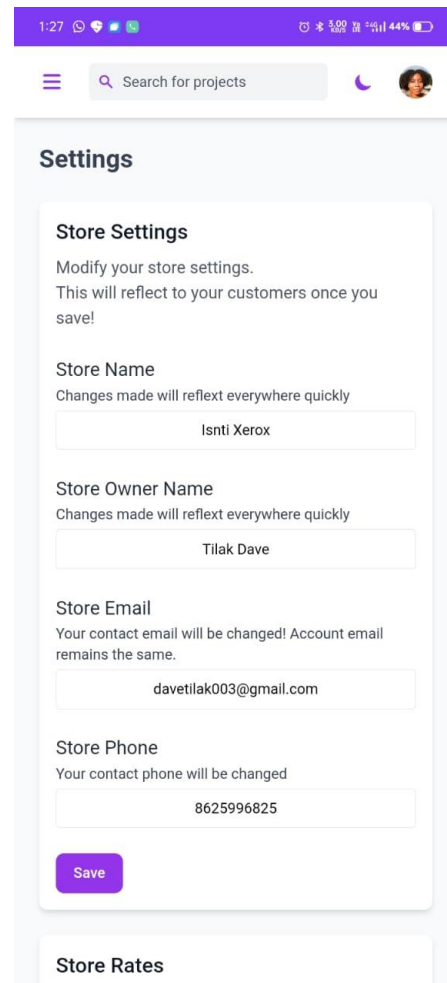 1:27
3.00 KB/S 44%
Search for projects
Settings
Store Settings
Modify your store settings.
This will reflect to your customers once you
save!
Store Name
Changes made will reflext everywhere quickly
Isnti Xerox
Store Owner Name
Changes made will reflext everywhere quickly
Tilak Dave
Store Email
Your contact email will be changed! Account email
remains the same.
davetilak003@gmail.com
Store Phone
Your contact phone will be changed
8625996825
Save
Store Rates